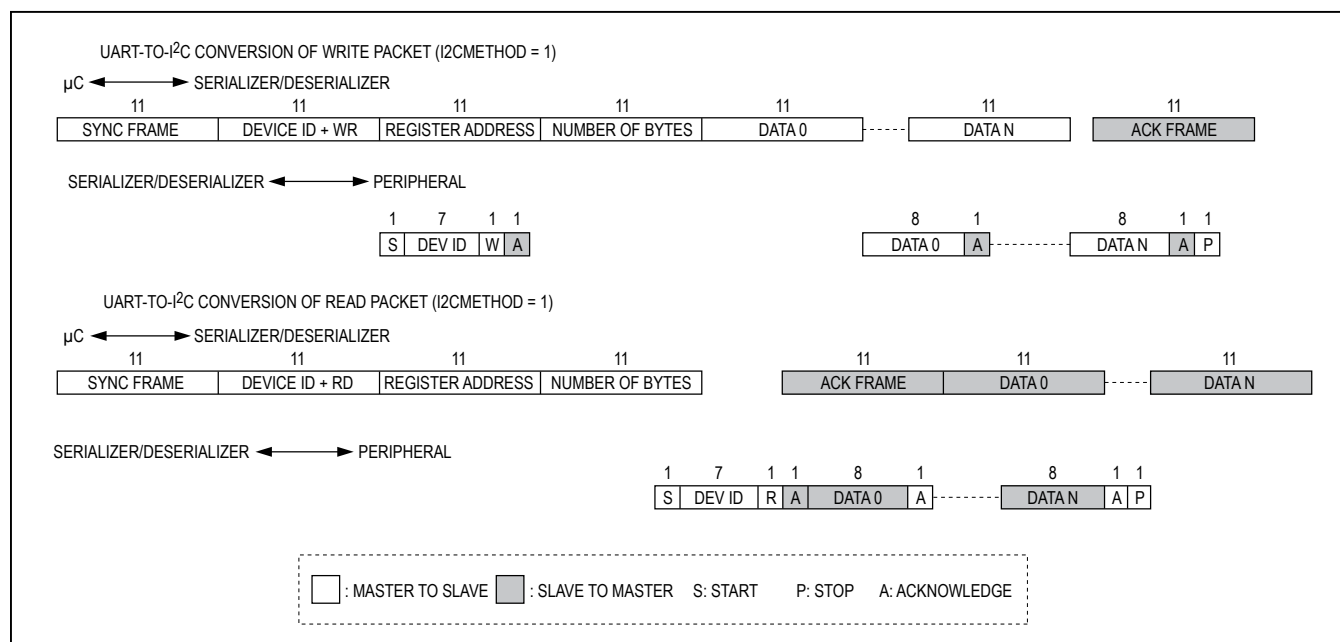 UART-TO-I2C CONVERSION OF WRITE PACKET (I2CMETHOD = 1)
µC SERIALIZER/DESERIALIZER
11 11 11 11 11 11 11
SYNC FRAME DEVICE ID + WR REGISTER ADDRESS NUMBER OF BYTES DATA 0 DATA N ACK FRAME
SERIALIZER/DESERIALIZER PERIPHERAL
1 7 1 1 8 1 8 1 1
S DEV ID W A DATA 0 A DATA N A P
UART-TO-I2C CONVERSION OF READ PACKET (I2CMETHOD = 1)
µC SERIALIZER/DESERIALIZER
11 11 11 11 11 11 11
SYNC FRAME DEVICE ID + RD REGISTER ADDRESS NUMBER OF BYTES ACK FRAME DATA 0 DATA N
SERIALIZER/DESERIALIZER PERIPHERAL
1 7 1 1 8 1 8 1 1
S DEV ID R A DATA 0 A DATA N A P
: MASTER TO SLAVE : SLAVE TO MASTER S: START P: STOP A: ACKNOWLEDGE